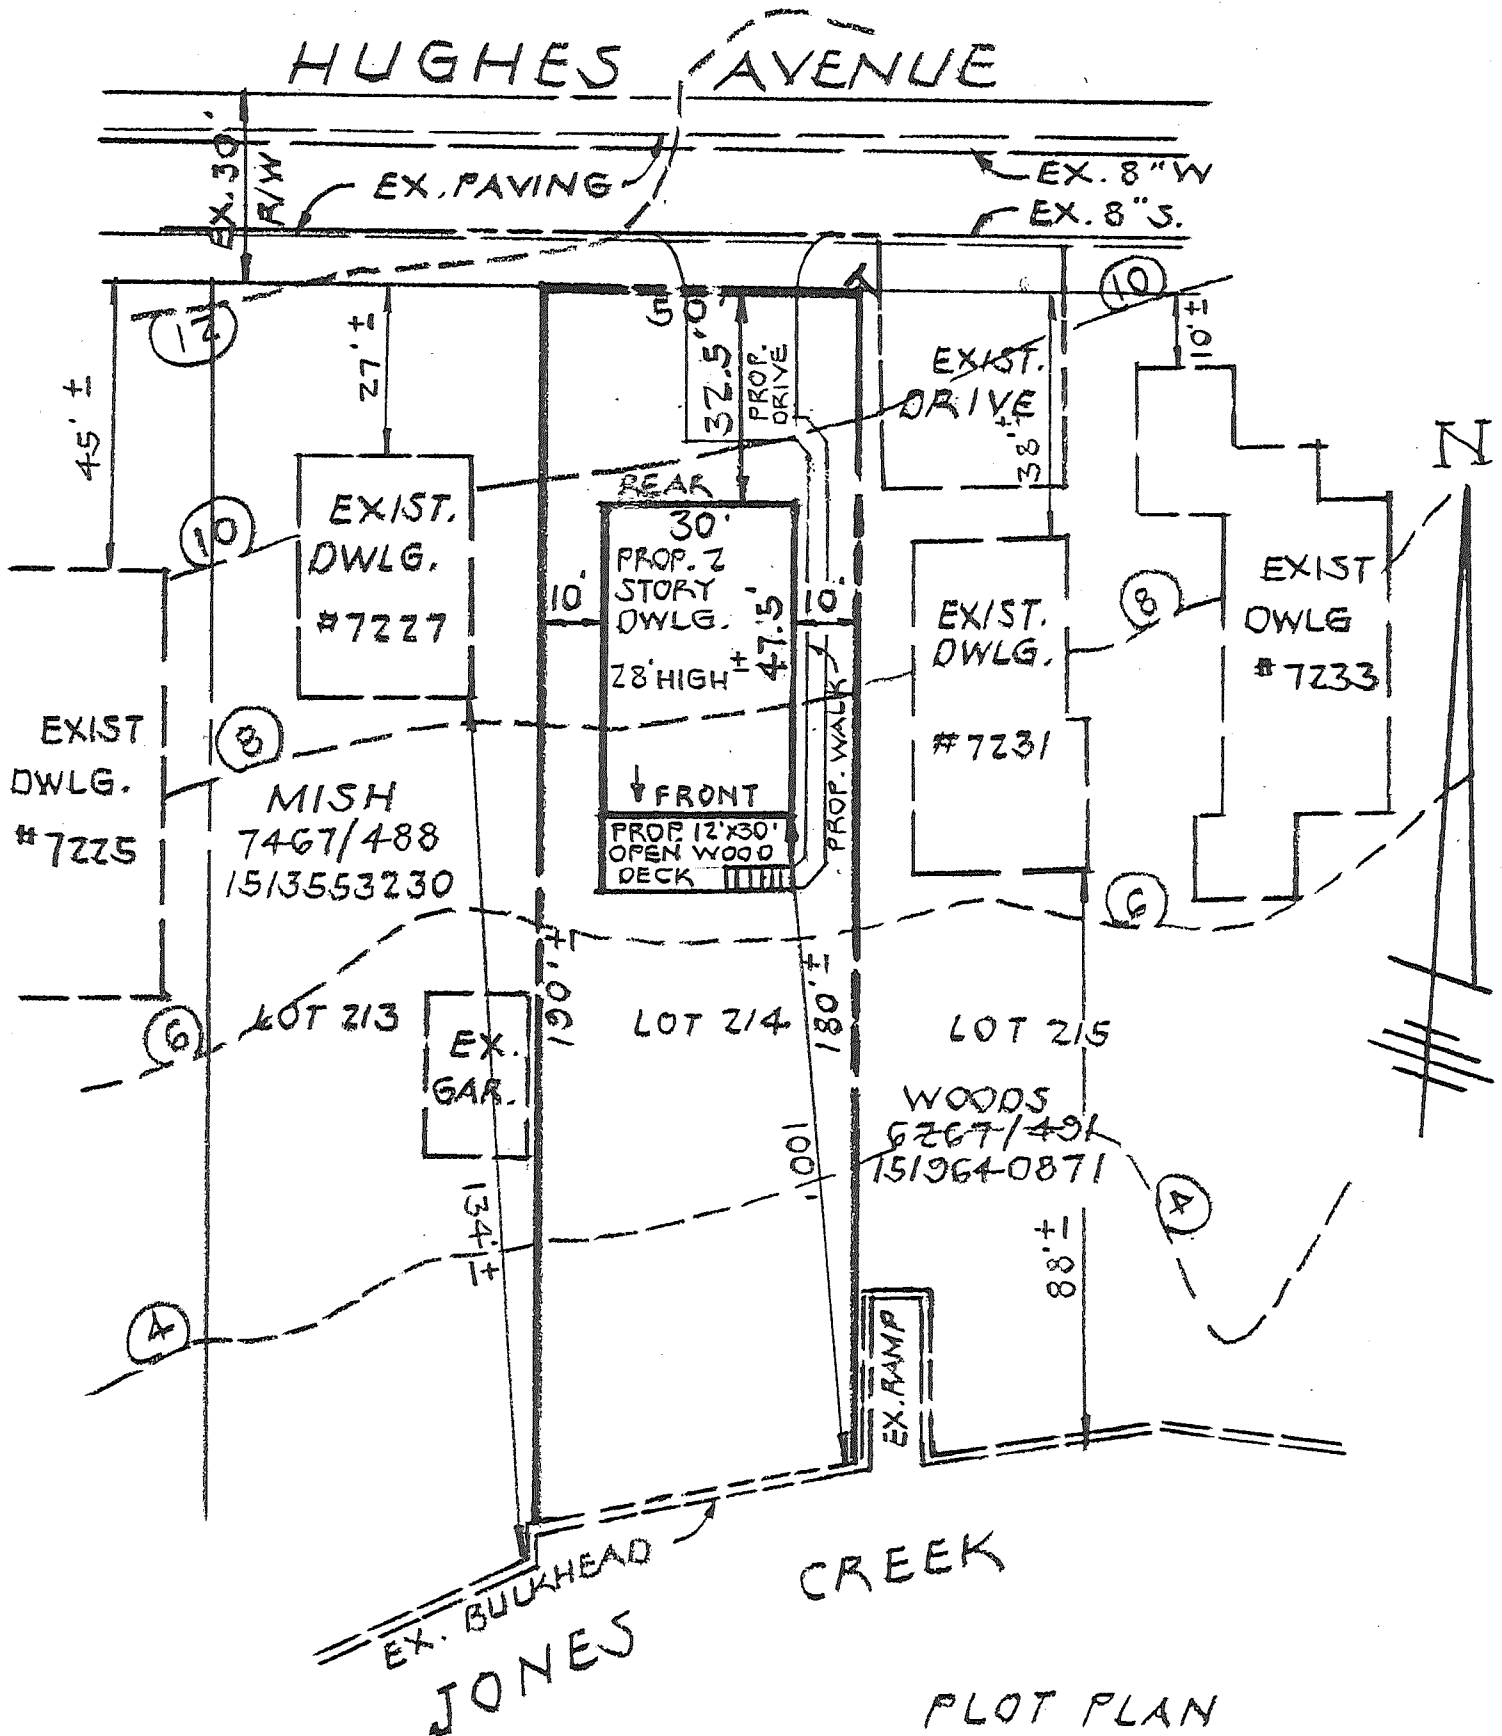 HUGHES AVENUE
EX. 30'
R/W
EX. PAVING
EX. 8" W
EX. 8" S.
12
10
50'
45' ±
27' ±
32.5'
PROP.
DRIVE
EXIST.
DRIVE
38' ±
10' ±
N
10
EXIST.
DWLG.
#7227
REAR
30'
PROP. 2
STORY
DWLG.
28' HIGH ±
47.5'
10'
10'
PROP. WALK
FRONT
PROP. 12'X30'
OPEN WOOD
DECK
EXIST.
DWLG.
#7231
8
EXIST
DWLG
#7233
EXIST
DWLG.
#7225
8
MISH
7467/488
1513553230
6
6
LOT 213
EX.
GAR.
190' ±
LOT 214
180' ±
LOT 215
WOODS
6267/491
1519640871
100'
134' ±
88' ±
4
4
EX. RAMP
EX. BULKHEAD
JONES CREEK
PLOT PLAN